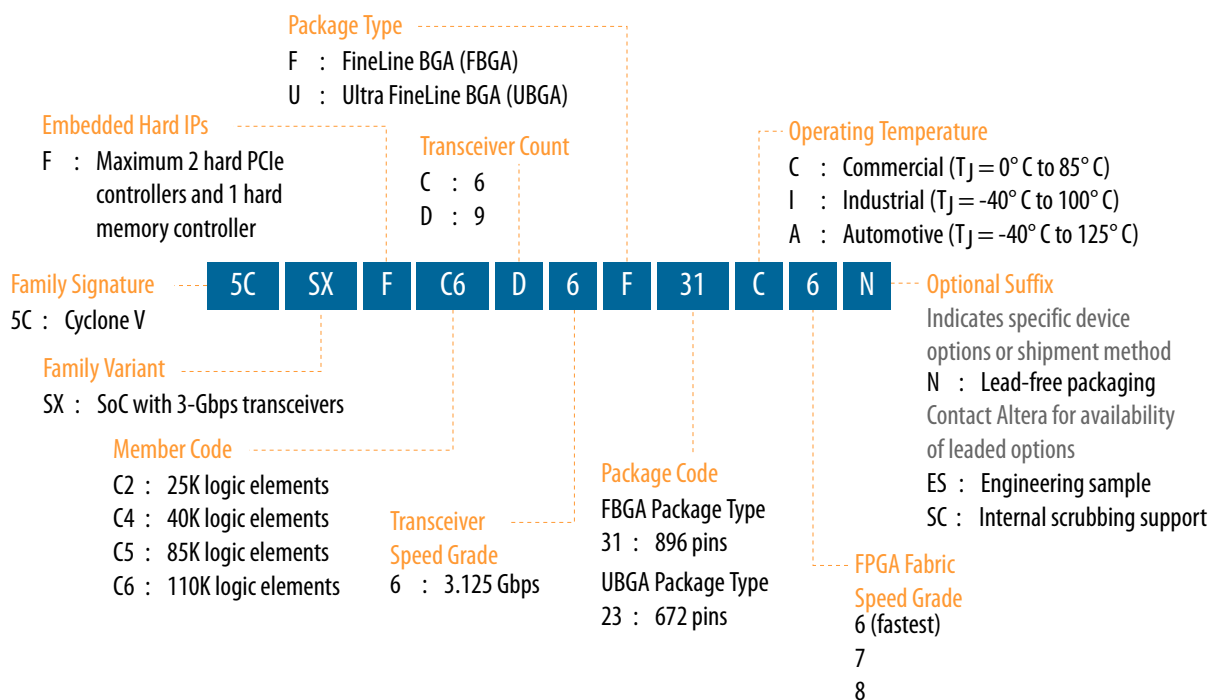 Package Type
F : FineLine BGA (FBGA)
U : Ultra FineLine BGA (UBGA)
Embedded Hard IPs
F : Maximum 2 hard PCIe
controllers and 1 hard
memory controller
Transceiver Count
C : 6
D : 9
Operating Temperature
C : Commercial (TJ = 0° C to 85° C)
I : Industrial (TJ = -40° C to 100° C)
A : Automotive (TJ = -40° C to 125° C)
Family Signature
5C : Cyclone V
5C SX F C6 D 6 F 31 C 6 N
Optional Suffix
Indicates specific device
options or shipment method
N : Lead-free packaging
Contact Altera for availability
of leaded options
ES : Engineering sample
SC : Internal scrubbing support
Family Variant
SX : SoC with 3-Gbps transceivers
Member Code
C2 : 25K logic elements
C4 : 40K logic elements
C5 : 85K logic elements
C6 : 110K logic elements
Transceiver
Speed Grade
6 : 3.125 Gbps
Package Code
FBGA Package Type
31 : 896 pins
UBGA Package Type
23 : 672 pins
FPGA Fabric
Speed Grade
6 (fastest)
7
8